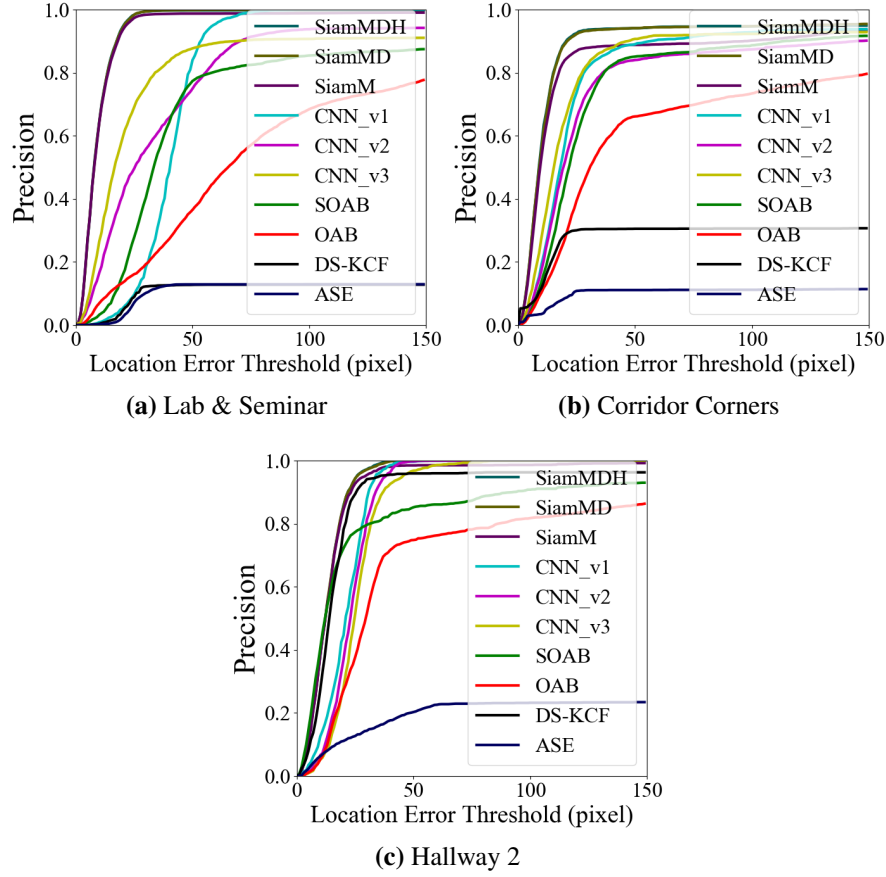 1.0
0.8
0.6
0.4
0.2
0.0
Precision
SiamMDH
SiamMD
SiamM
CNN_v1
CNN_v2
CNN_v3
SOAB
OAB
DS-KCF
ASE
0 50 100 150
Location Error Threshold (pixel)
(a) Lab & Seminar
1.0
0.8
0.6
0.4
0.2
0.0
Precision
SiamMDH
SiamMD
SiamM
CNN_v1
CNN_v2
CNN_v3
SOAB
OAB
DS-KCF
ASE
0 50 100 150
Location Error Threshold (pixel)
(b) Corridor Corners
1.0
0.8
0.6
0.4
0.2
0.0
Precision
SiamMDH
SiamMD
SiamM
CNN_v1
CNN_v2
CNN_v3
SOAB
OAB
DS-KCF
ASE
0 50 100 150
Location Error Threshold (pixel)
(c) Hallway 2